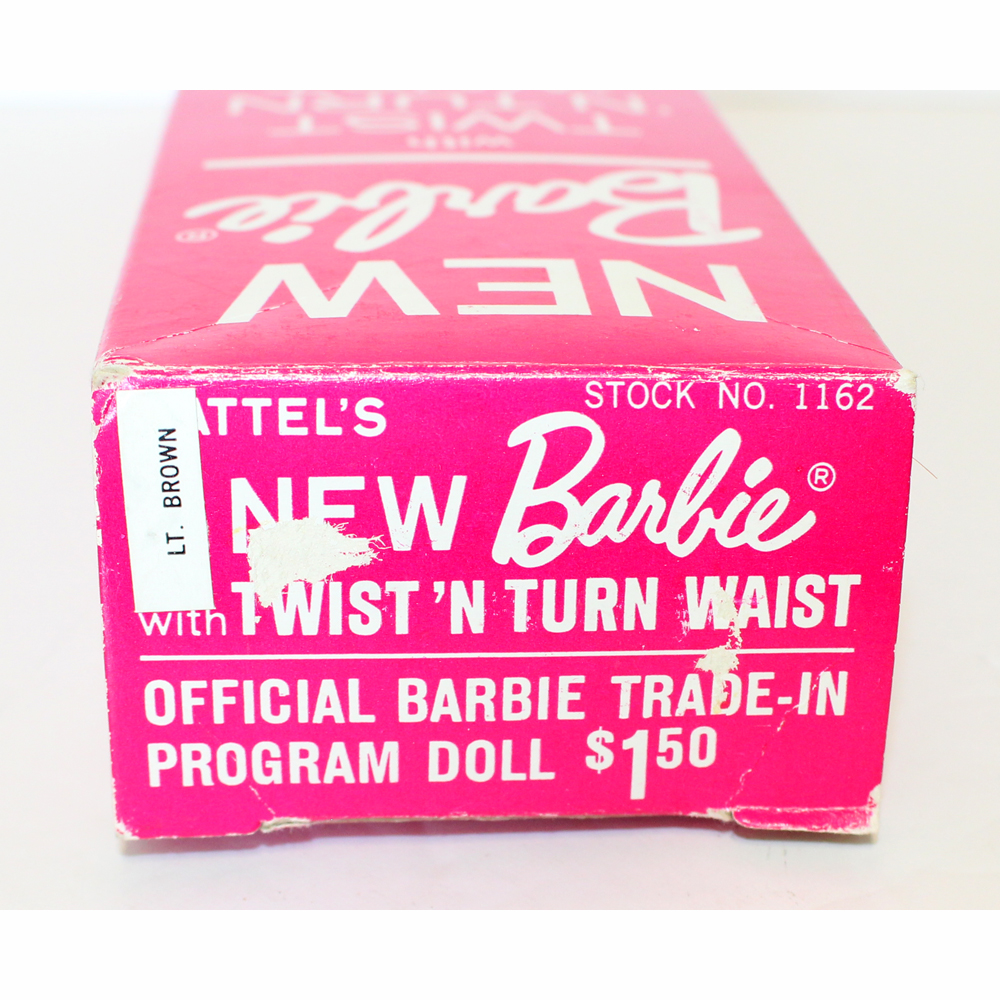 with
TWIST
'N TURN
Barbie®
NEW
ATTEL'S
STOCK NO. 1162
LT. BROWN
NEW Barbie®
with TWIST 'N TURN WAIST
OFFICIAL BARBIE TRADE-IN
PROGRAM DOLL $1.50